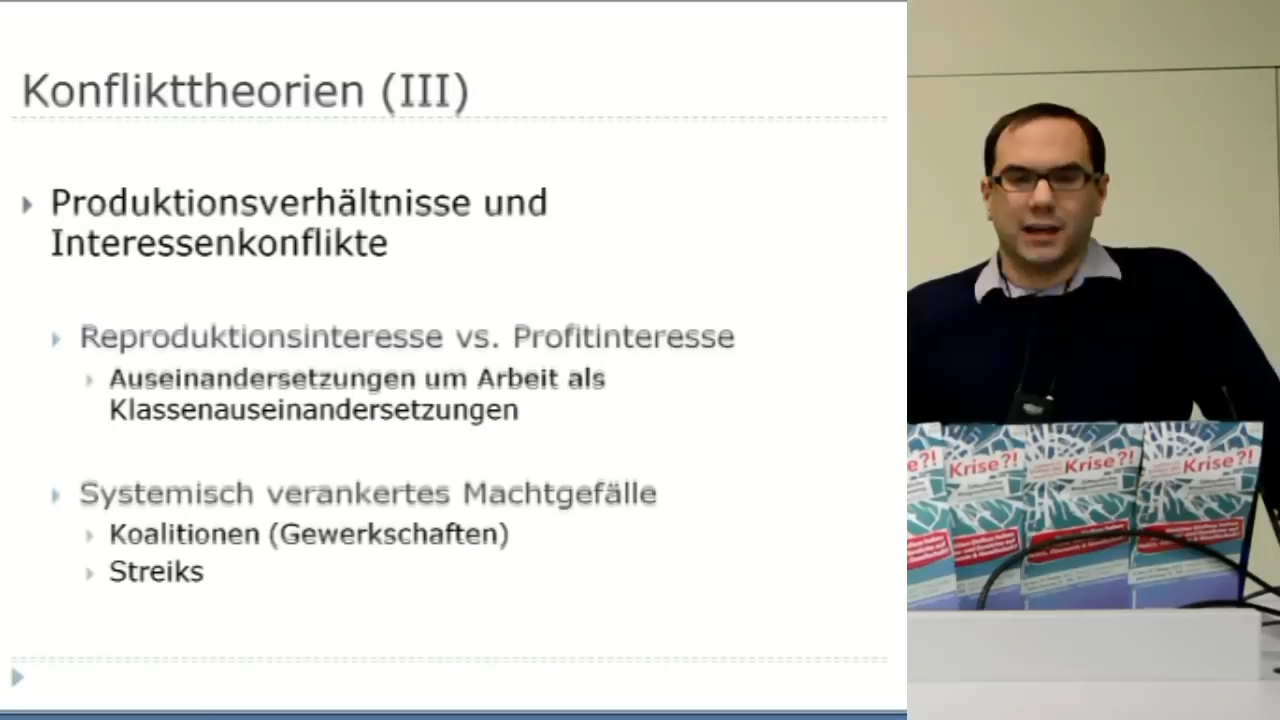 Konflikttheorien (III)
Produktionsverhältnisse und
Interessenkonflikte
Reproduktionsinteresse vs. Profitinteresse
Auseinandersetzungen um Arbeit als
Klassenauseinandersetzungen
Systemisch verankertes Machtgefälle
Koalitionen (Gewerkschaften)
Streiks
e?!
Krise?!
Krise?!
Krise?!